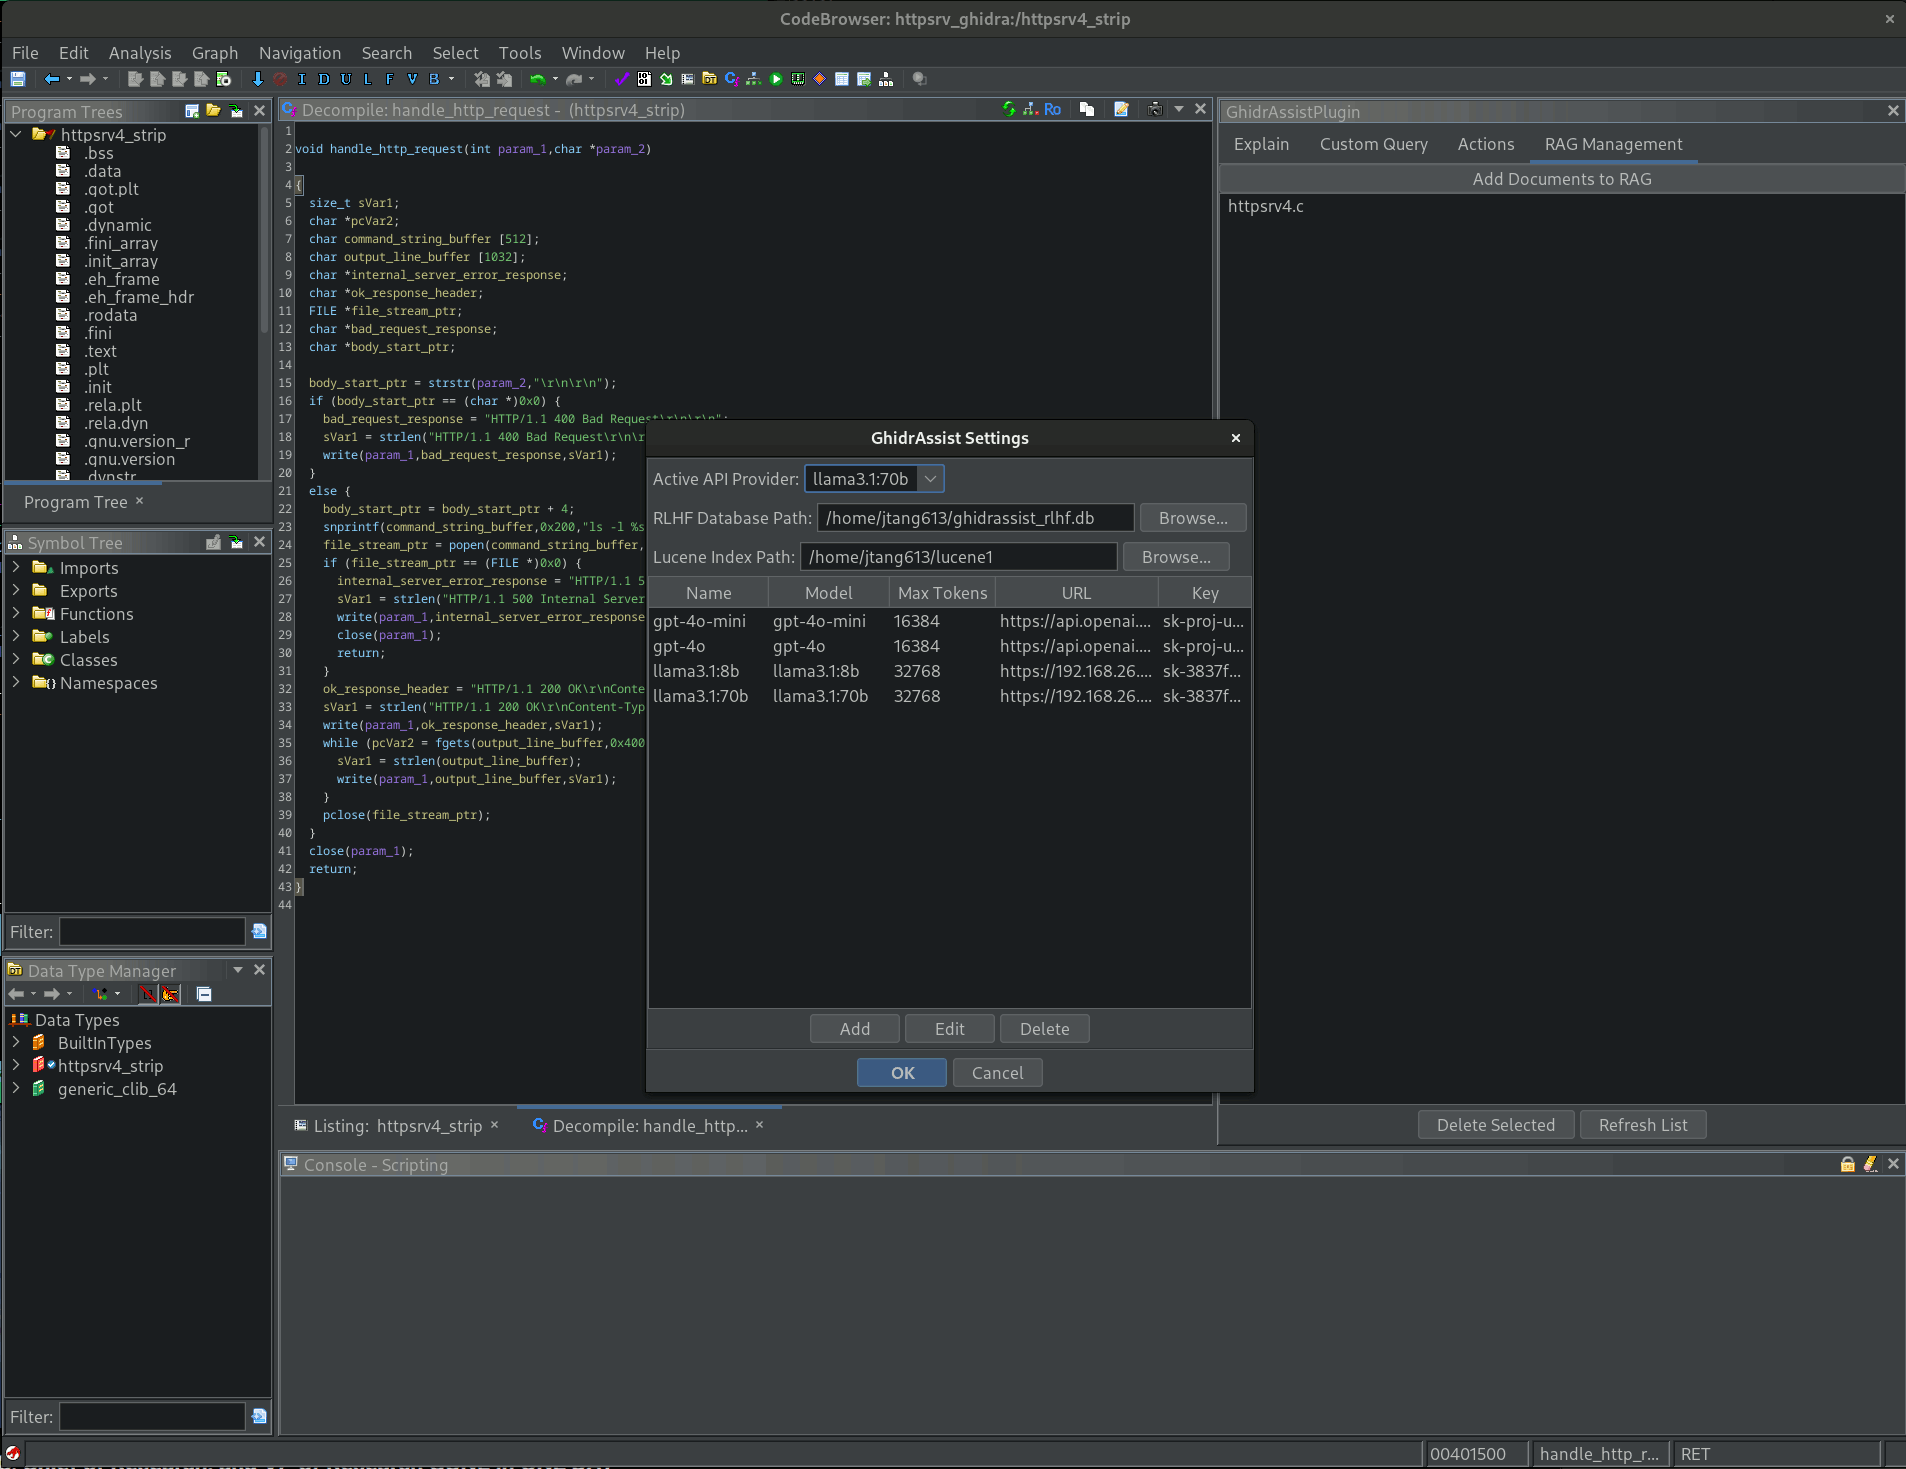 CodeBrowser: httpsrv_ghidra:/httpsrv4_strip
File Edit Analysis Graph Navigation Search Select Tools Window Help
I D U L F V B
Program Trees
httpsrv4_strip
.bss
.data
.got.plt
.got
.dynamic
.fini_array
.init_array
.eh_frame
.eh_frame_hdr
.rodata
.fini
.text
.plt
.init
.rela.plt
.rela.dyn
.gnu.version_r
.gnu.version
.dynstr
Program Tree ×
Symbol Tree
Imports
Exports
Functions
Labels
Classes
Namespaces
Filter:
Data Type Manager
Data Types
BuiltInTypes
httpsrv4_strip
generic_clib_64
Filter:
Decompile: handle_http_request - (httpsrv4_strip)
Ro
1
2 void handle_http_request(int param_1,char *param_2)
3
4 {
5 size_t sVar1;
6 char *pcVar2;
7 char command_string_buffer [512];
8 char output_line_buffer [1032];
9 char *internal_server_error_response;
10 char *ok_response_header;
11 FILE *file_stream_ptr;
12 char *bad_request_response;
13 char *body_start_ptr;
14
15 body_start_ptr = strstr(param_2,"\r\n\r\n");
16 if (body_start_ptr == (char *)0x0) {
17 bad_request_response = "HTTP/1.1 400 Bad Request\r\n\r\n";
18 sVar1 = strlen("HTTP/1.1 400 Bad Request\r\n\r
19 write(param_1,bad_request_response,sVar1);
20 }
21 else {
22 body_start_ptr = body_start_ptr + 4;
23 snprintf(command_string_buffer,0x200,"ls -l %s
24 file_stream_ptr = popen(command_string_buffer,
25 if (file_stream_ptr == (FILE *)0x0) {
26 internal_server_error_response = "HTTP/1.1 5
27 sVar1 = strlen("HTTP/1.1 500 Internal Server
28 write(param_1,internal_server_error_response
29 close(param_1);
30 return;
31 }
32 ok_response_header = "HTTP/1.1 200 OK\r\nConte
33 sVar1 = strlen("HTTP/1.1 200 OK\r\nContent-Typ
34 write(param_1,ok_response_header,sVar1);
35 while (pcVar2 = fgets(output_line_buffer,0x400
36 sVar1 = strlen(output_line_buffer);
37 write(param_1,output_line_buffer,sVar1);
38 }
39 pclose(file_stream_ptr);
40 }
41 close(param_1);
42 return;
43 }
44
Listing: httpsrv4_strip × Decompile: handle_http... ×
GhidrAssist Settings
Active API Provider: llama3.1:70b
RLHF Database Path: /home/jtang613/ghidrassist_rlhf.db Browse...
Lucene Index Path: /home/jtang613/lucene1 Browse...
Name Model Max Tokens URL Key
gpt-4o-mini gpt-4o-mini 16384 https://api.openai.... sk-proj-u...
gpt-4o gpt-4o 16384 https://api.openai.... sk-proj-u...
llama3.1:8b llama3.1:8b 32768 https://192.168.26.... sk-3837f...
llama3.1:70b llama3.1:70b 32768 https://192.168.26.... sk-3837f...
Add Edit Delete
OK Cancel
GhidrAssistPlugin
Explain Custom Query Actions RAG Management
Add Documents to RAG
httpsrv4.c
Delete Selected Refresh List
Console - Scripting
00401500 handle_http_r... RET